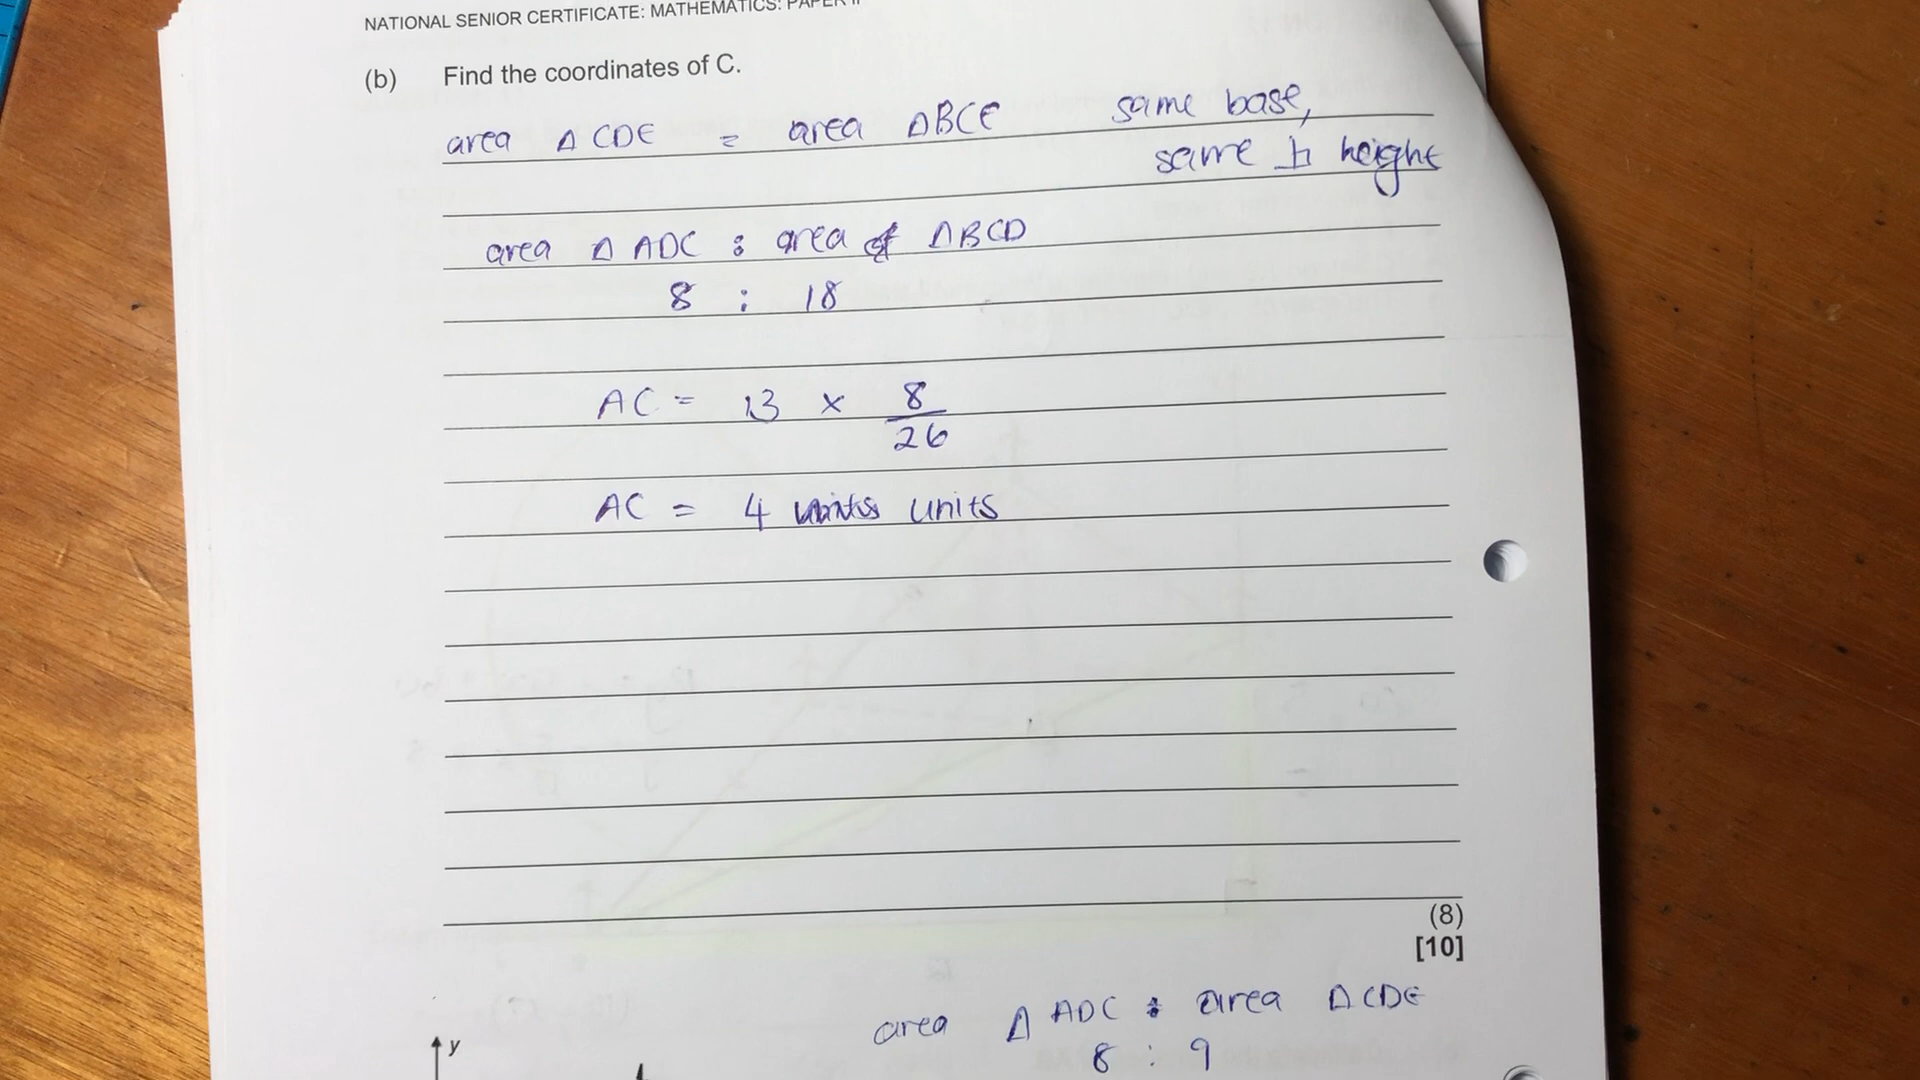 NATIONAL SENIOR CERTIFICATE: MATHEMATICS: PAPER II
(b) Find the coordinates of C.
area Δ CDE = area ΔBCE same base,
same ⊥ height
area Δ ADC : area of ΔBCD
8 : 18
AC = 13 × 8/26
AC = 4 units
(8)
[10]
area Δ ADC : area Δ CDE
8 : 9
y